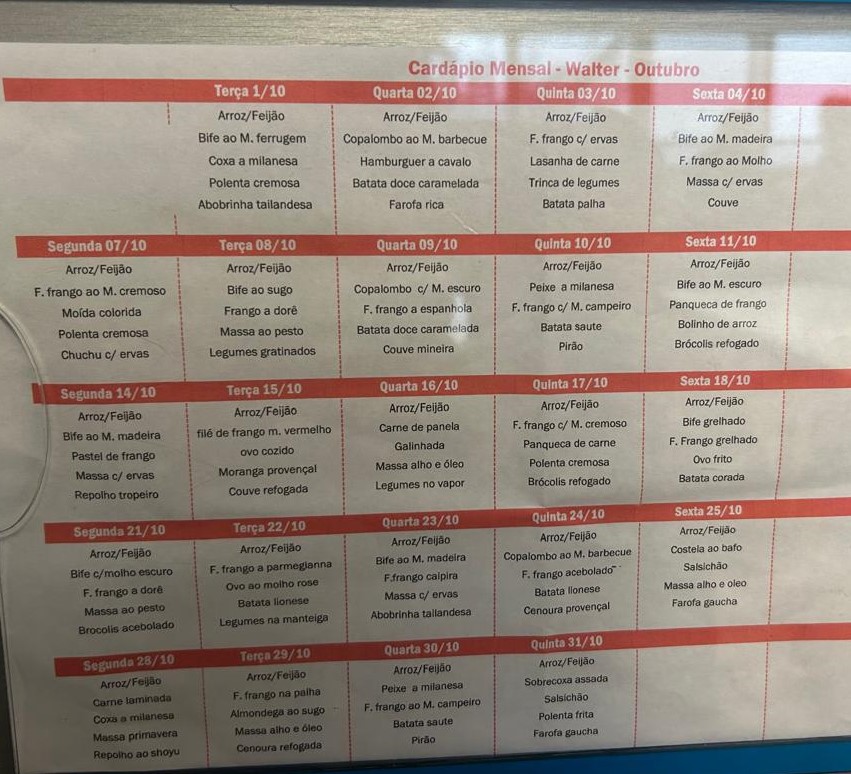 Cardápio Mensal - Walter - Outubro
Terça 1/10
Arroz/Feijão
Bife ao M. ferrugem
Coxa a milanesa
Polenta cremosa
Abobrinha tailandesa
Quarta 02/10
Arroz/Feijão
Copalombo ao M. barbecue
Hamburguer a cavalo
Batata doce caramelada
Farofa rica
Quinta 03/10
Arroz/Feijão
F. frango c/ ervas
Lasanha de carne
Trinca de legumes
Batata palha
Sexta 04/10
Arroz/Feijão
Bife ao M. madeira
F. frango ao Molho
Massa c/ ervas
Couve
Segunda 07/10
Arroz/Feijão
F. frango ao M. cremoso
Moída colorida
Polenta cremosa
Chuchu c/ ervas
Terça 08/10
Arroz/Feijão
Bife ao sugo
Frango a dorê
Massa ao pesto
Legumes gratinados
Quarta 09/10
Arroz/Feijão
Copalombo c/ M. escuro
F. frango a espanhola
Batata doce caramelada
Couve mineira
Quinta 10/10
Arroz/Feijão
Peixe a milanesa
F. frango c/ M. campeiro
Batata saute
Pirão
Sexta 11/10
Arroz/Feijão
Bife ao M. escuro
Panqueca de frango
Bolinho de arroz
Brócolis refogado
Segunda 14/10
Arroz/Feijão
Bife ao M. madeira
Pastel de frango
Massa c/ ervas
Repolho tropeiro
Terça 15/10
Arroz/Feijão
filé de frango m. vermelho
ovo cozido
Moranga provençal
Couve refogada
Quarta 16/10
Arroz/Feijão
Carne de panela
Galinhada
Massa alho e óleo
Legumes no vapor
Quinta 17/10
Arroz/Feijão
F. frango c/ M. cremoso
Panqueca de carne
Polenta cremosa
Brócolis refogado
Sexta 18/10
Arroz/Feijão
Bife grelhado
F. Frango grelhado
Ovo frito
Batata corada
Segunda 21/10
Arroz/Feijão
Bife c/molho escuro
F. frango a dorê
Massa ao pesto
Brocolis acebolado
Terça 22/10
Arroz/Feijão
F. frango a parmegianna
Ovo ao molho rose
Batata lionese
Legumes na manteiga
Quarta 23/10
Arroz/Feijão
Bife ao M. madeira
F.frango caipira
Massa c/ ervas
Abobrinha tailandesa
Quinta 24/10
Arroz/Feijão
Copalombo ao M. barbecue
F. frango acebolado
Batata lionese
Cenoura provençal
Sexta 25/10
Arroz/Feijão
Costela ao bafo
Salsichão
Massa alho e oleo
Farofa gaucha
Segunda 28/10
Arroz/Feijão
Carne laminada
Coxa a milanesa
Massa primavera
Repolho ao shoyu
Terça 29/10
Arroz/Feijão
F. frango na palha
Almondega ao sugo
Massa alho e óleo
Cenoura refogada
Quarta 30/10
Arroz/Feijão
Peixe a milanesa
F. frango ao M. campeiro
Batata saute
Pirão
Quinta 31/10
Arroz/Feijão
Sobrecoxa assada
Salsichão
Polenta frita
Farofa gaucha